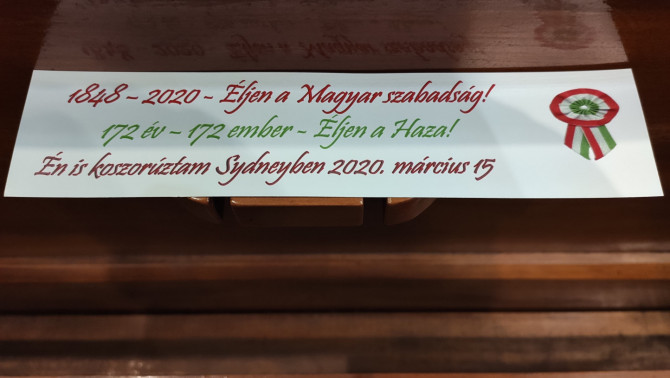 1848 – 2020 - Éljen a Magyar szabadság!
172 év – 172 ember - Éljen a Haza!
Én is koszorúztam Sydneyben 2020. március 15